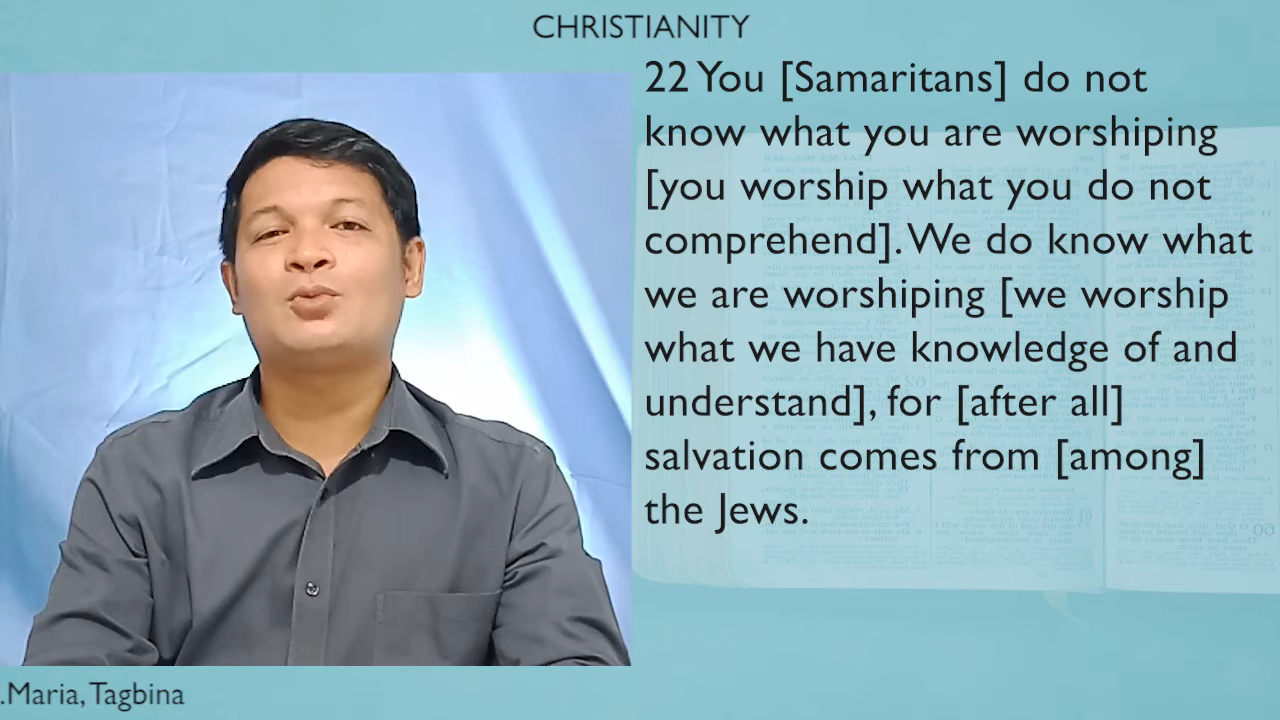 CHRISTIANITY
22 You [Samaritans] do not
know what you are worshiping
[you worship what you do not
comprehend]. We do know what
we are worshiping [we worship
what we have knowledge of and
understand], for [after all]
salvation comes from [among]
the Jews.
.Maria, Tagbina